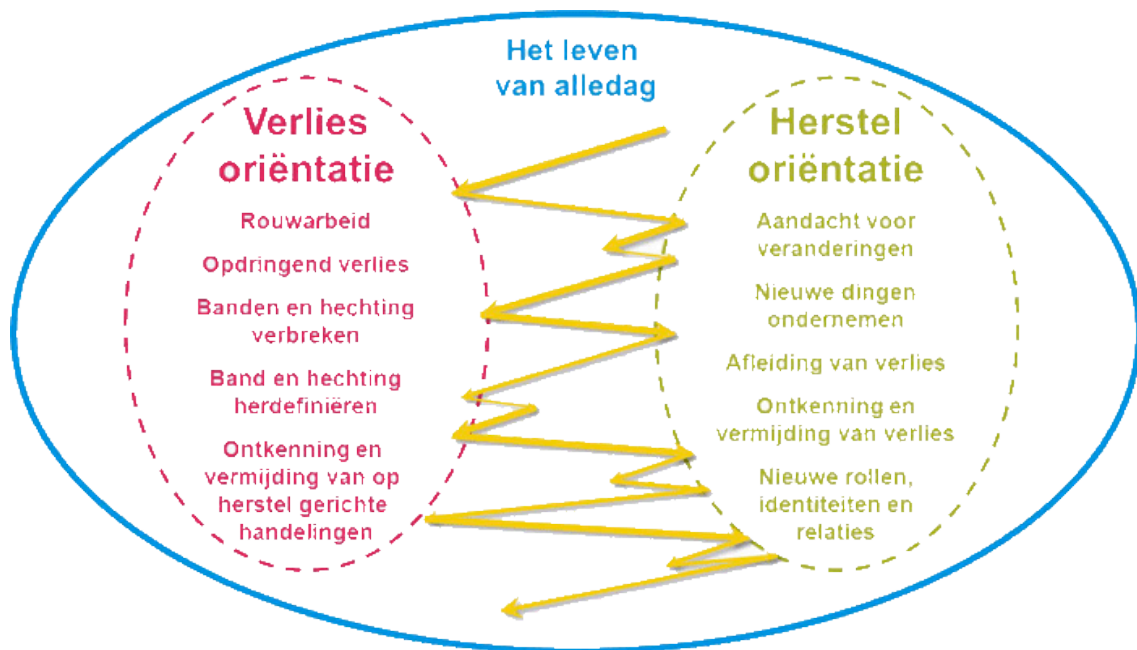 Het leven
van alledag
Verlies
oriëntatie
Rouwarbeid
Opdringend verlies
Banden en hechting
verbreken
Band en hechting
herdefiniëren
Ontkenning en
vermijding van op
herstel gerichte
handelingen
Herstel
oriëntatie
Aandacht voor
veranderingen
Nieuwe dingen
ondernemen
Afleiding van verlies
Ontkenning en
vermijding van verlies
Nieuwe rollen,
identiteiten en
relaties